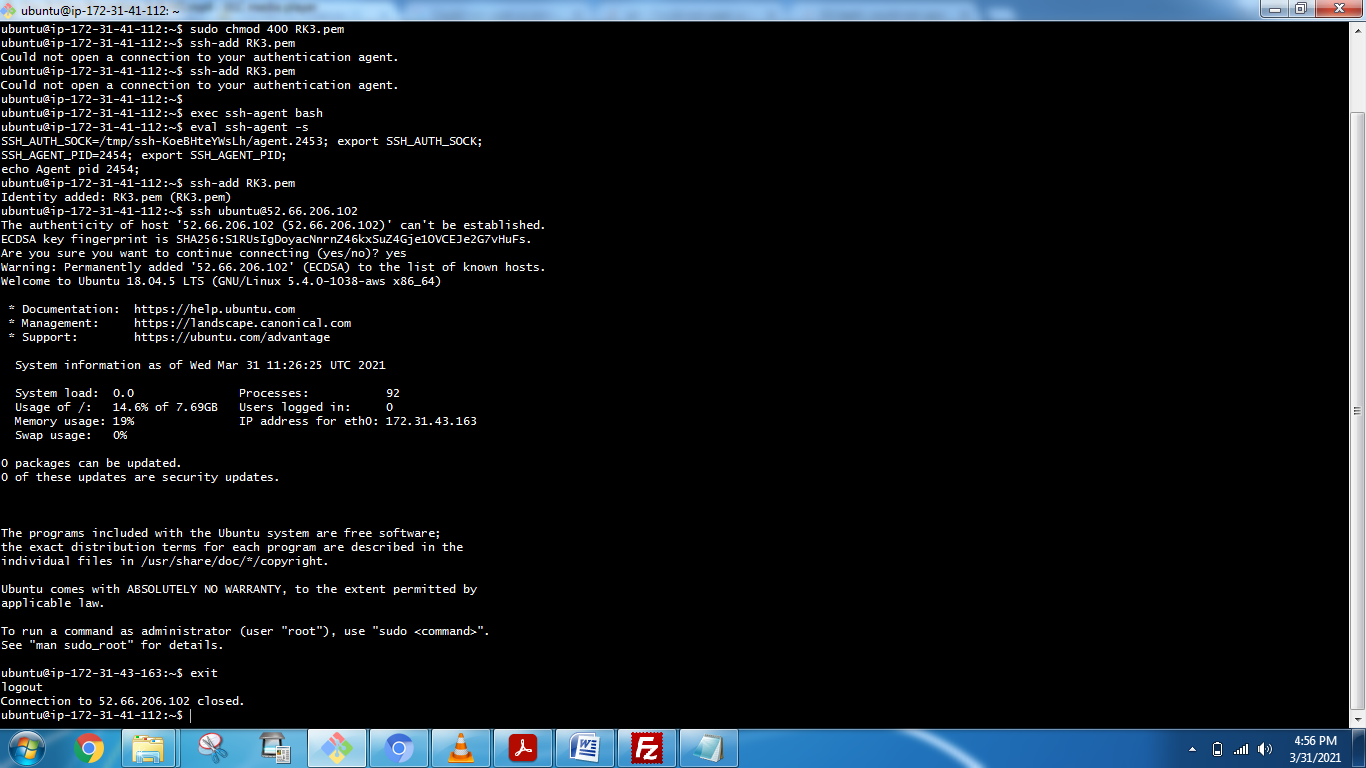 ubuntu@ip-172-31-41-112: ~
ubuntu@ip-172-31-41-112:~$ sudo chmod 400 RK3.pem
ubuntu@ip-172-31-41-112:~$ ssh-add RK3.pem
Could not open a connection to your authentication agent.
ubuntu@ip-172-31-41-112:~$ ssh-add RK3.pem
Could not open a connection to your authentication agent.
ubuntu@ip-172-31-41-112:~$
ubuntu@ip-172-31-41-112:~$ exec ssh-agent bash
ubuntu@ip-172-31-41-112:~$ eval ssh-agent -s
SSH_AUTH_SOCK=/tmp/ssh-KoeBHteYWsLh/agent.2453; export SSH_AUTH_SOCK;
SSH_AGENT_PID=2454; export SSH_AGENT_PID;
echo Agent pid 2454;
ubuntu@ip-172-31-41-112:~$ ssh-add RK3.pem
Identity added: RK3.pem (RK3.pem)
ubuntu@ip-172-31-41-112:~$ ssh ubuntu@52.66.206.102
The authenticity of host '52.66.206.102 (52.66.206.102)' can't be established.
ECDSA key fingerprint is SHA256:S1RUsIgDoyacNnrnZ46kxSuZ4Gje1OVCEJe2G7vHuFs.
Are you sure you want to continue connecting (yes/no)? yes
Warning: Permanently added '52.66.206.102' (ECDSA) to the list of known hosts.
Welcome to Ubuntu 18.04.5 LTS (GNU/Linux 5.4.0-1038-aws x86_64)
* Documentation: https://help.ubuntu.com
* Management: https://landscape.canonical.com
* Support: https://ubuntu.com/advantage
System information as of Wed Mar 31 11:26:25 UTC 2021
System load: 0.0 Processes: 92
Usage of /: 14.6% of 7.69GB Users logged in: 0
Memory usage: 19% IP address for eth0: 172.31.43.163
Swap usage: 0%
0 packages can be updated.
0 of these updates are security updates.
The programs included with the Ubuntu system are free software;
the exact distribution terms for each program are described in the
individual files in /usr/share/doc/*/copyright.
Ubuntu comes with ABSOLUTELY NO WARRANTY, to the extent permitted by
applicable law.
To run a command as administrator (user "root"), use "sudo <command>".
See "man sudo_root" for details.
ubuntu@ip-172-31-43-163:~$ exit
logout
Connection to 52.66.206.102 closed.
ubuntu@ip-172-31-41-112:~$
4:56 PM
3/31/2021